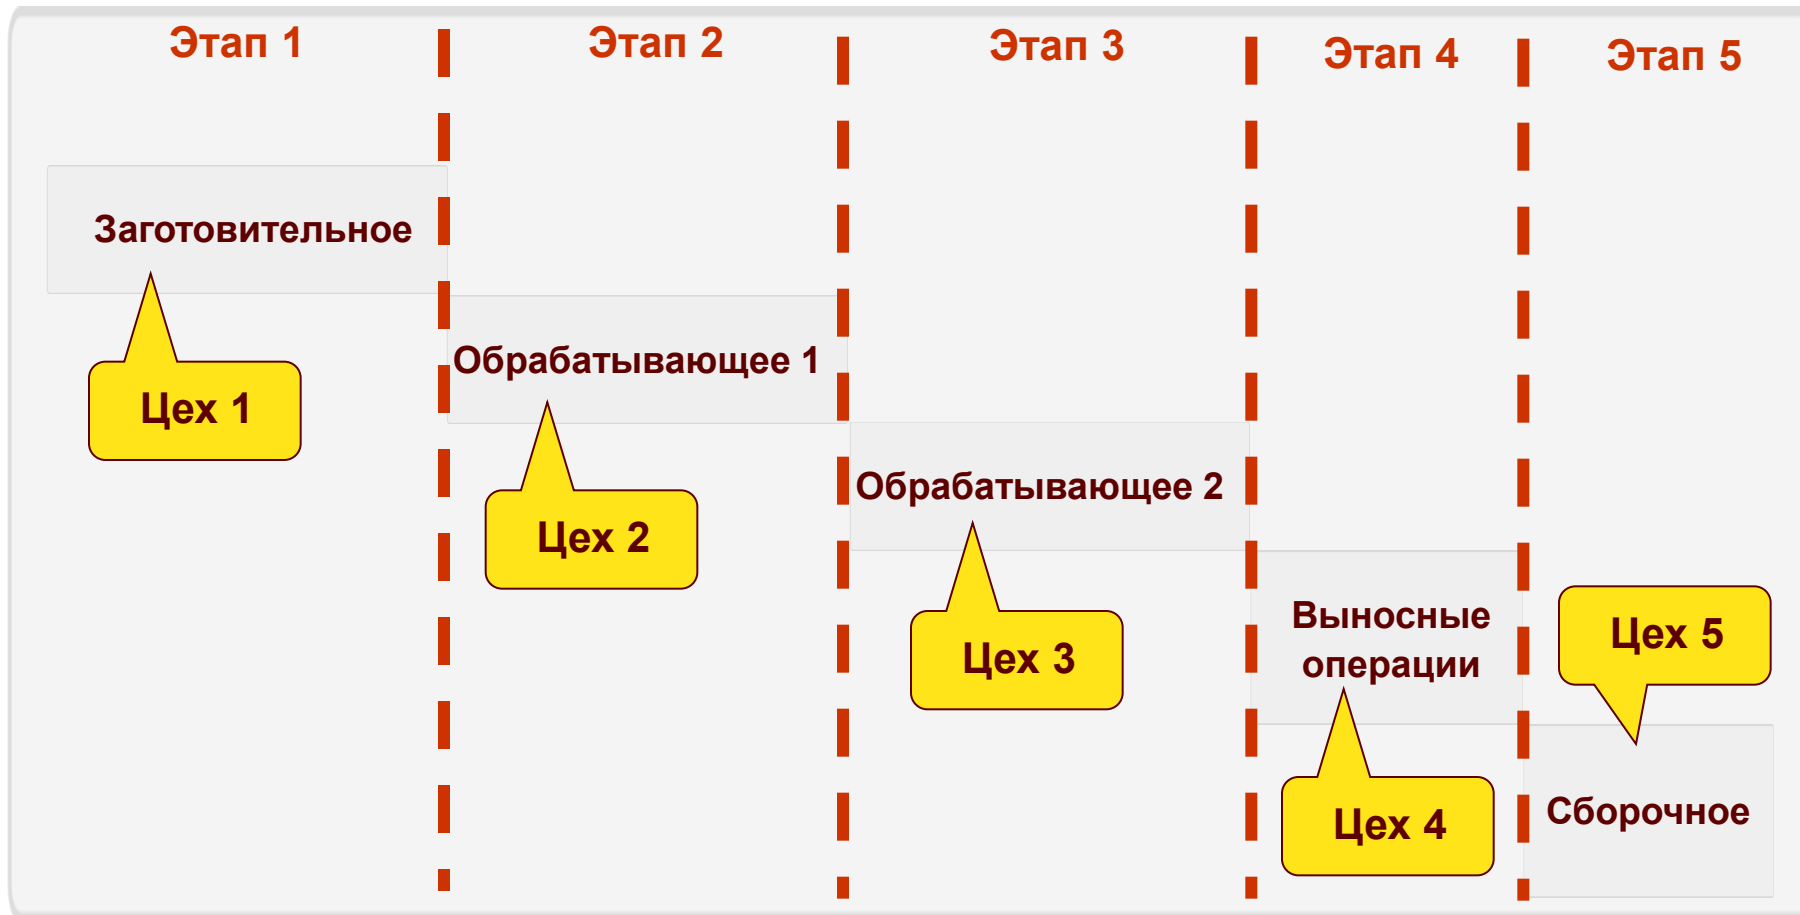 Этап 1
Этап 2
Этап 3
Этап 4
Этап 5
Заготовительное
Цех 1
Обрабатывающее 1
Цех 2
Обрабатывающее 2
Цех 3
Выносные
операции
Цех 4
Цех 5
Сборочное